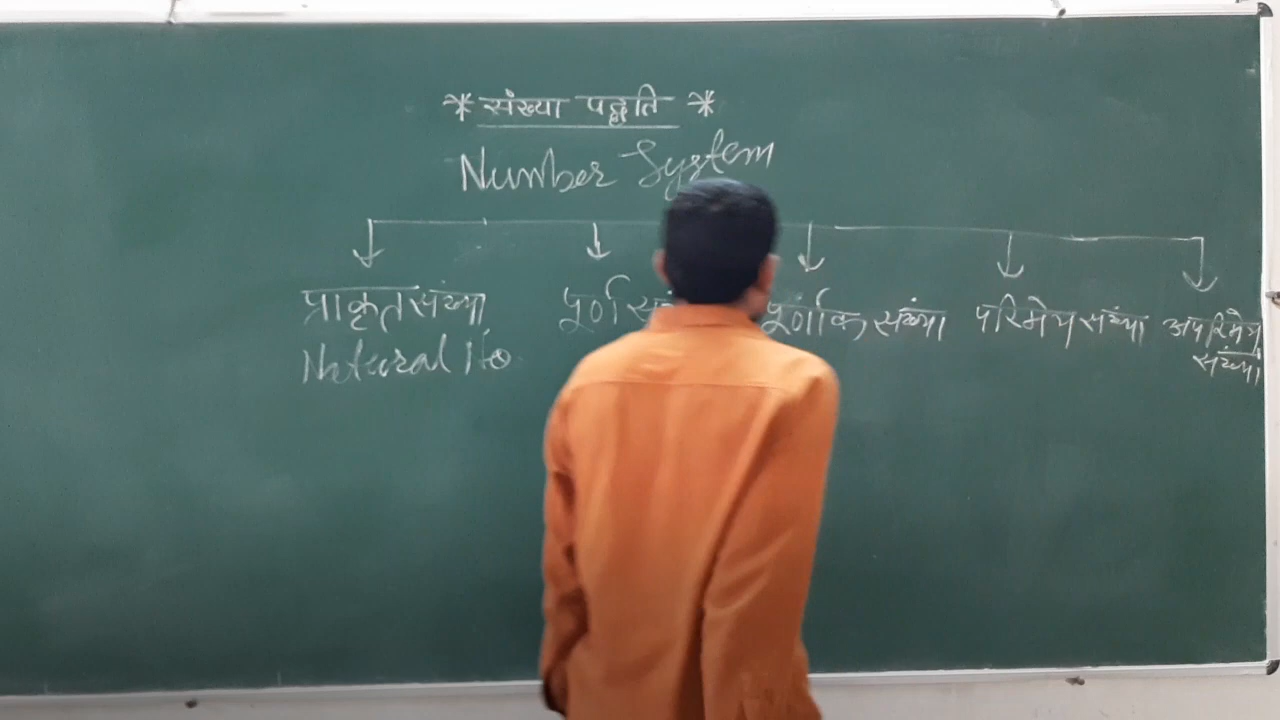 * संख्या पद्धति *
Number System
प्राकृत संख्या
Natural No
पूर्ण
पूर्णांक संख्या
परिमेय संख्या
अपरिमेय
संख्या